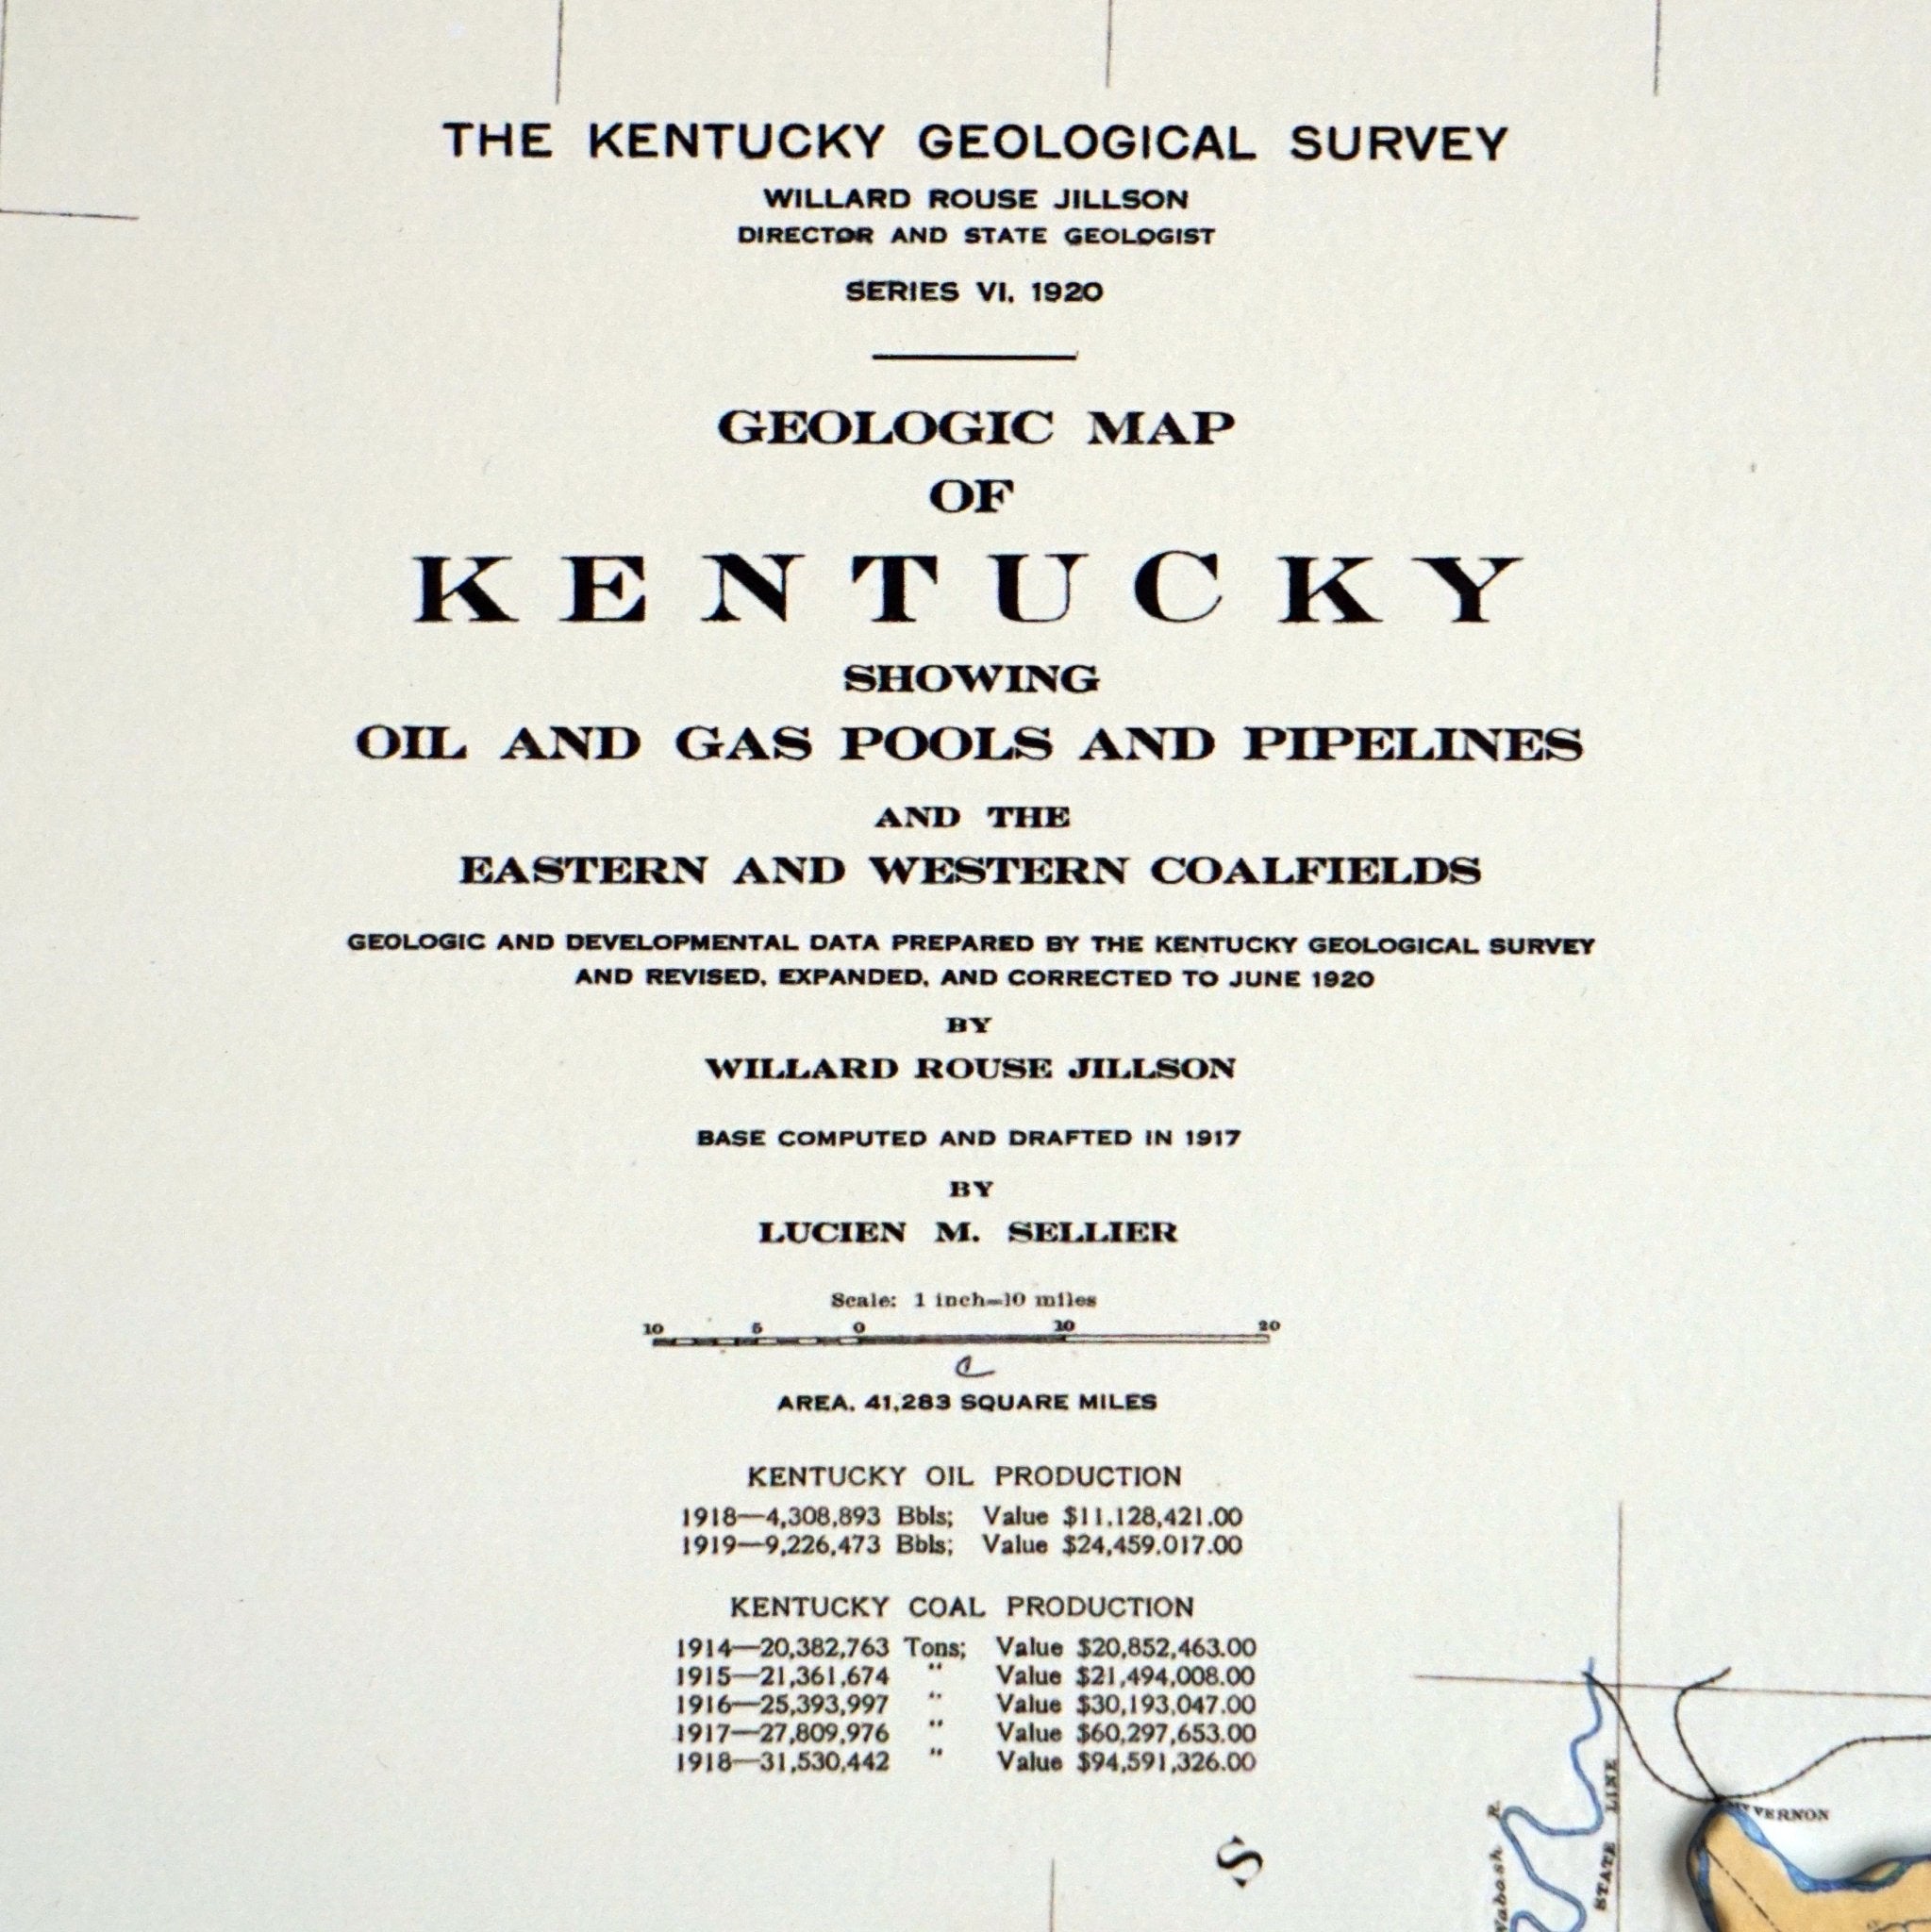 THE KENTUCKY GEOLOGICAL SURVEY
WILLARD ROUSE JILLSON
DIRECTOR AND STATE GEOLOGIST
SERIES VI, 1920
GEOLOGIC MAP
OF
KENTUCKY
SHOWING
OIL AND GAS POOLS AND PIPELINES
AND THE
EASTERN AND WESTERN COALFIELDS
GEOLOGIC AND DEVELOPMENTAL DATA PREPARED BY THE KENTUCKY GEOLOGICAL SURVEY
AND REVISED, EXPANDED, AND CORRECTED TO JUNE 1920
BY
WILLARD ROUSE JILLSON
BASE COMPUTED AND DRAFTED IN 1917
BY
LUCIEN M. SELLIER
Scale: 1 inch=10 miles
10 5 0 10 20
AREA, 41,283 SQUARE MILES
KENTUCKY OIL PRODUCTION
1918—4,308,893 Bbls; Value $11,128,421.00
1919—9,226,473 Bbls; Value $24,459,017.00
KENTUCKY COAL PRODUCTION
1914—20,382,763 Tons; Value $20,852,463.00
1915—21,361,674 " Value $21,494,008.00
1916—25,393,997 " Value $30,193,047.00
1917—27,809,976 " Value $60,297,653.00
1918—31,530,442 " Value $94,591,326.00
S
Wabash R.
STATE LINE
MT VERNON